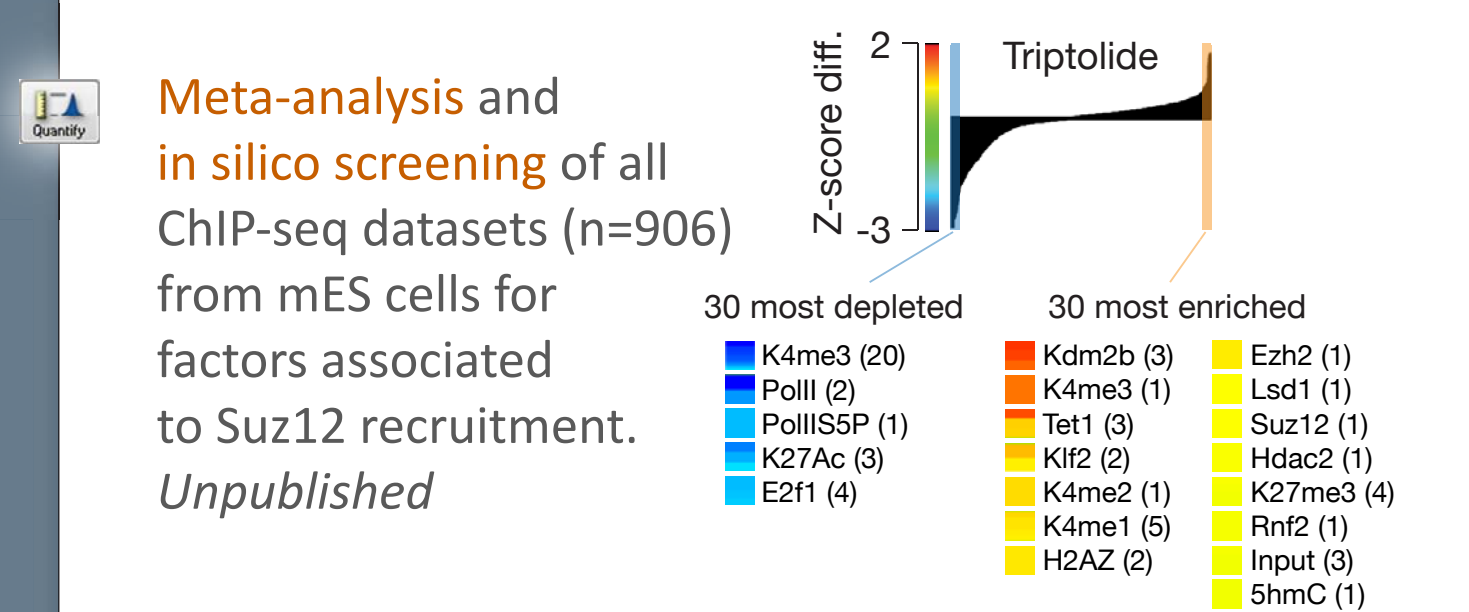 Quantify
Meta-analysis and
in silico screening of all
ChIP-seq datasets (n=906)
from mES cells for
factors associated
to Suz12 recruitment.
Unpublished
Z-score diff.
2
-3
Triptolide
30 most depleted
K4me3 (20)
PolII (2)
PolIIS5P (1)
K27Ac (3)
E2f1 (4)
30 most enriched
Kdm2b (3)
K4me3 (1)
Tet1 (3)
Klf2 (2)
K4me2 (1)
K4me1 (5)
H2AZ (2)
Ezh2 (1)
Lsd1 (1)
Suz12 (1)
Hdac2 (1)
K27me3 (4)
Rnf2 (1)
Input (3)
5hmC (1)